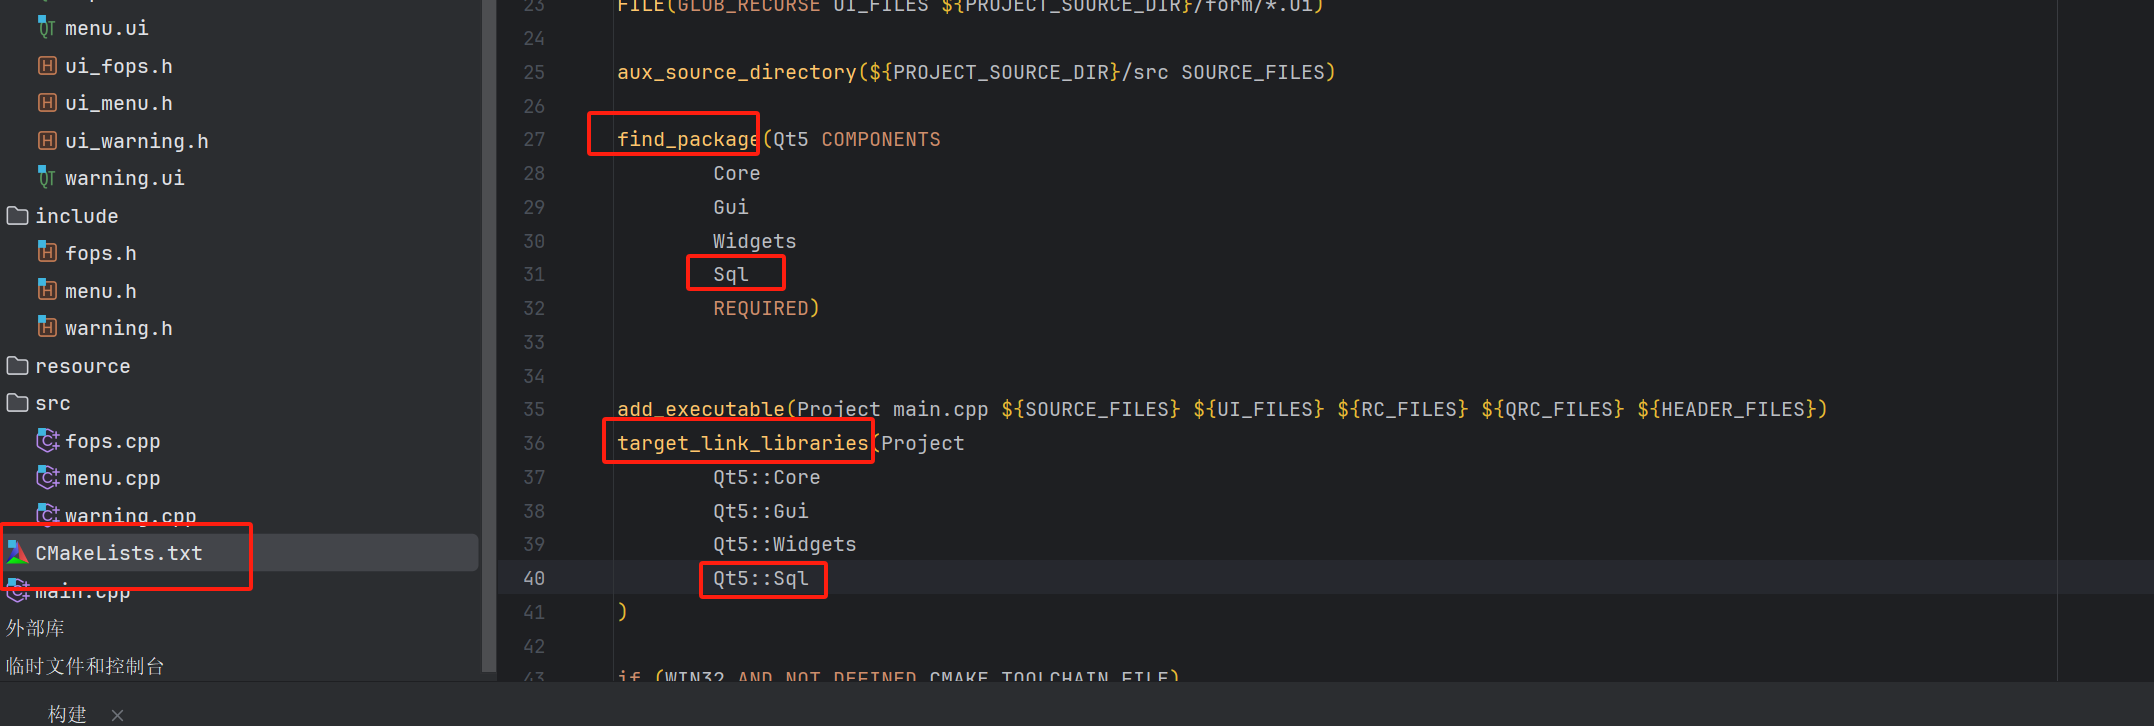 menu.ui
ui_fops.h
ui_menu.h
ui_warning.h
warning.ui
include
fops.h
menu.h
warning.h
resource
src
fops.cpp
menu.cpp
warning.cpp
CMakeLists.txt
main.cpp
外部库
临时文件和控制台
23 FILE(GLOB_RECURSE UI_FILES ${PROJECT_SOURCE_DIR}/form/*.ui)
24
25 aux_source_directory(${PROJECT_SOURCE_DIR}/src SOURCE_FILES)
26
27 find_package(Qt5 COMPONENTS
28 Core
29 Gui
30 Widgets
31 Sql
32 REQUIRED)
33
34
35 add_executable(Project main.cpp ${SOURCE_FILES} ${UI_FILES} ${RC_FILES} ${QRC_FILES} ${HEADER_FILES})
36 target_link_libraries(Project
37 Qt5::Core
38 Qt5::Gui
39 Qt5::Widgets
40 Qt5::Sql
41 )
42
43 if (WIN32 AND NOT DEFINED CMAKE_TOOLCHAIN_FILE)
构建